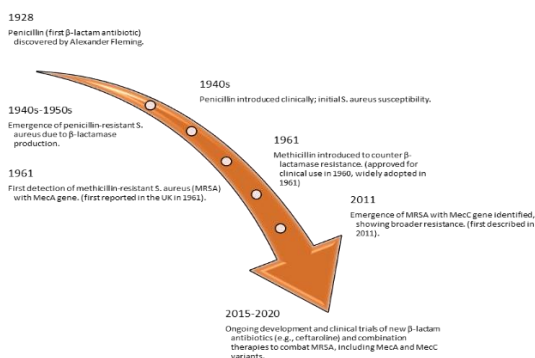 1928
Penicillin (first β-lactam antibiotic)
discovered by Alexander Fleming.
1940s
Penicillin introduced clinically; initial S. aureus susceptibility.
1940s-1950s
Emergence of penicillin-resistant S.
aureus due to β-lactamase
production.
1961
Methicillin introduced to counter β-
lactamase resistance. (approved for
clinical use in 1960, widely adopted in
1961)
1961
First detection of methicillin-resistant S. aureus (MRSA)
with MecA gene. (first reported in the UK in 1961).
2011
Emergence of MRSA with MecC gene identified,
showing broader resistance. (first described in
2011).
2015-2020
Ongoing development and clinical trials of new β-lactam
antibiotics (e.g., ceftaroline) and combination
therapies to combat MRSA, including MecA and MecC
variants.